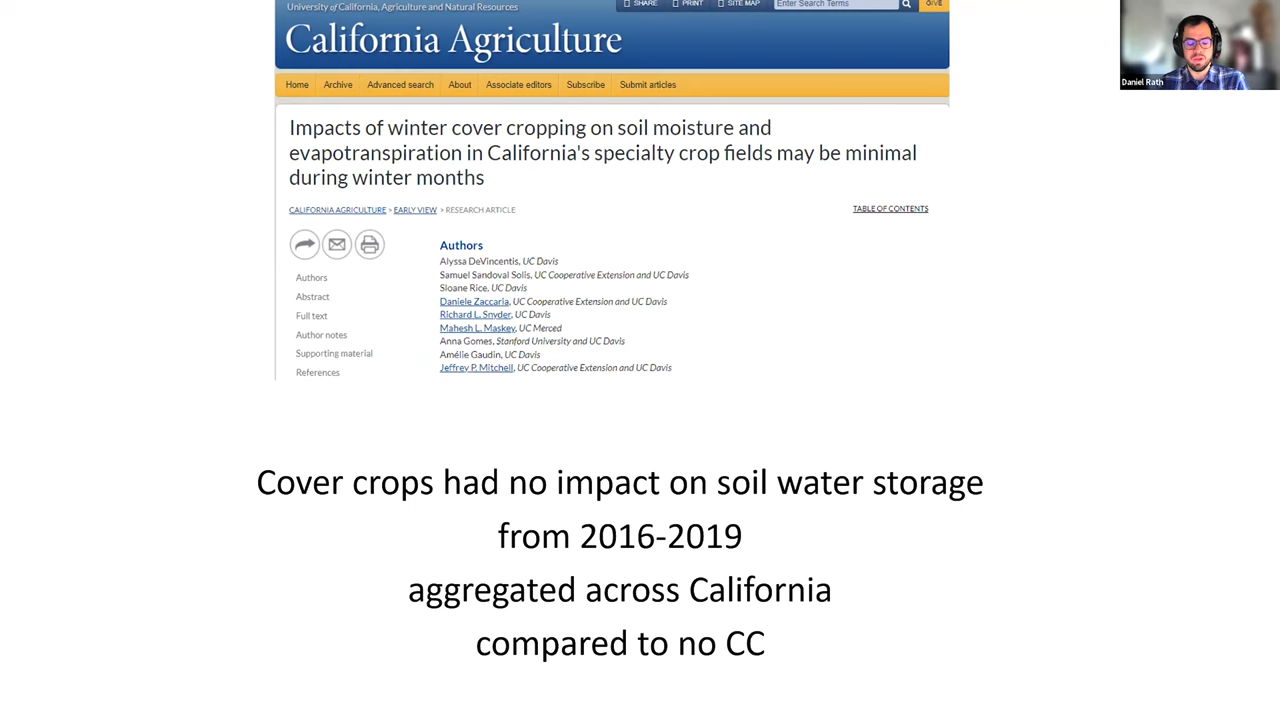 University of California, Agriculture and Natural Resources
SHARE PRINT SITE MAP Enter Search Terms GIVE
California Agriculture
Home Archive Advanced search About Associate editors Subscribe Submit articles
Impacts of winter cover cropping on soil moisture and
evapotranspiration in California's specialty crop fields may be minimal
during winter months
CALIFORNIA AGRICULTURE > EARLY VIEW > RESEARCH ARTICLE
TABLE OF CONTENTS
Authors
Abstract
Full text
Author notes
Supporting material
References
Authors
Alyssa DeVincentis, UC Davis
Samuel Sandoval Solis, UC Cooperative Extension and UC Davis
Sloane Rice, UC Davis
Daniele Zaccaria, UC Cooperative Extension and UC Davis
Richard L. Snyder, UC Davis
Mahesh L. Maskey, UC Merced
Anna Gomes, Stanford University and UC Davis
Amélie Gaudin, UC Davis
Jeffrey P. Mitchell, UC Cooperative Extension and UC Davis
Daniel Rath
Cover crops had no impact on soil water storage
from 2016-2019
aggregated across California
compared to no CC